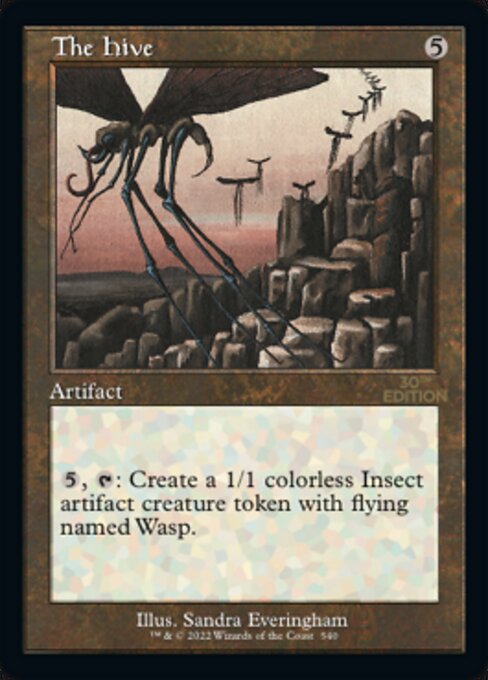 The Hive 5
30TH EDITION
Artifact
5, T: Create a 1/1 colorless Insect
artifact creature token with flying
named Wasp.
Illus. Sandra Everingham
™ & © 2022 Wizards of the Coast 540